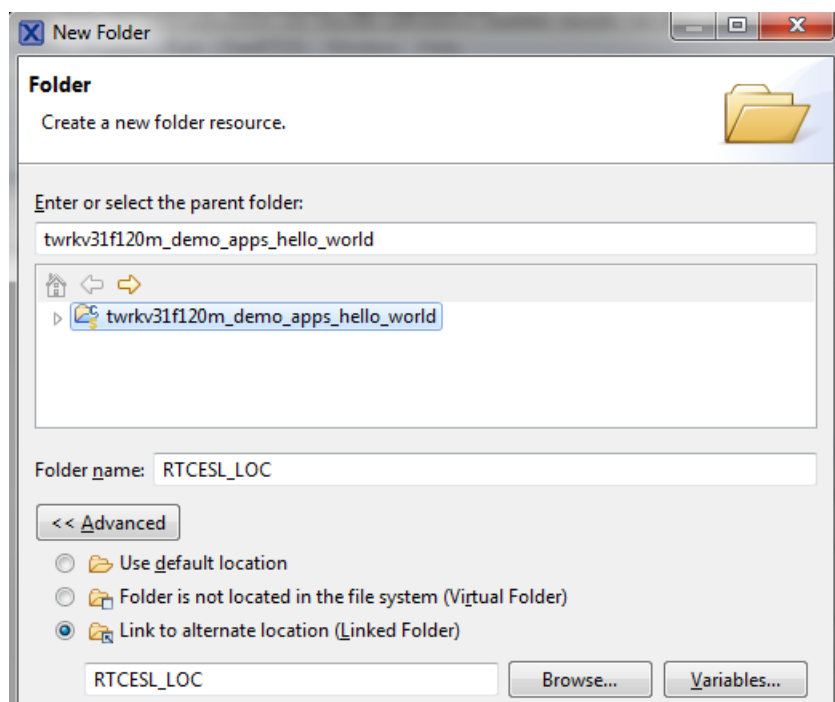 New Folder
Folder
Create a new folder resource.
Enter or select the parent folder:
twrkv31f120m_demo_apps_hello_world
twrkv31f120m_demo_apps_hello_world
Folder name: RTCESL_LOC
<< Advanced
Use default location
Folder is not located in the file system (Virtual Folder)
Link to alternate location (Linked Folder)
RTCESL_LOC Browse... Variables...